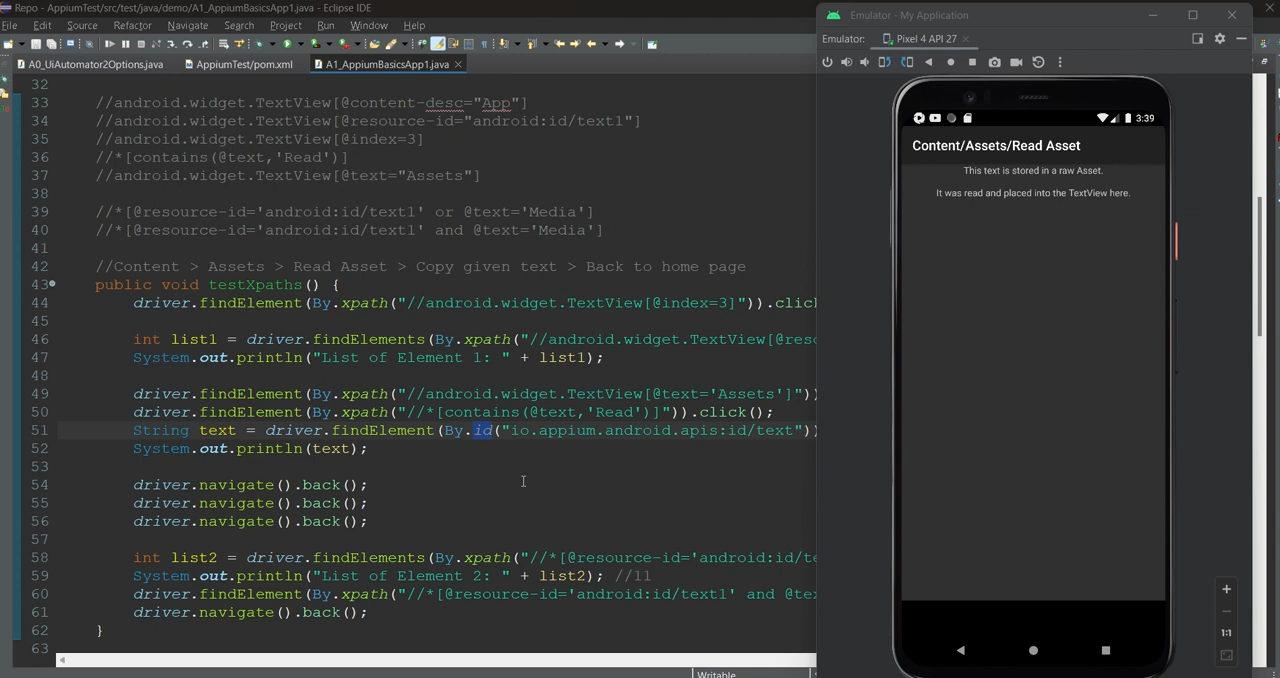 Repo - AppiumTest/src/test/java/demo/A1_AppiumBasicsApp1.java - Eclipse IDE
File Edit Source Refactor Navigate Search Project Run Window Help
A0_UiAutomator2Options.java AppiumTest/pom.xml A1_AppiumBasicsApp1.java
32
33 //android.widget.TextView[@content-desc="App"]
34 //android.widget.TextView[@resource-id="android:id/text1"]
35 //android.widget.TextView[@index=3]
36 //*[contains(@text,'Read')]
37 //android.widget.TextView[@text="Assets"]
38
39 //*[@resource-id='android:id/text1' or @text='Media']
40 //*[@resource-id='android:id/text1' and @text='Media']
41
42 //Content > Assets > Read Asset > Copy given text > Back to home page
43 public void testXpaths() {
44 driver.findElement(By.xpath("//android.widget.TextView[@index=3]")).clic
45
46 int list1 = driver.findElements(By.xpath("//android.widget.TextView[@reso
47 System.out.println("List of Element 1: " + list1);
48
49 driver.findElement(By.xpath("//android.widget.TextView[@text='Assets']"))
50 driver.findElement(By.xpath("//*[contains(@text,'Read')]")).click();
51 String text = driver.findElement(By.id("io.appium.android.apis:id/text"))
52 System.out.println(text);
53
54 driver.navigate().back();
55 driver.navigate().back();
56 driver.navigate().back();
57
58 int list2 = driver.findElements(By.xpath("//*[@resource-id='android:id/te
59 System.out.println("List of Element 2: " + list2); //11
60 driver.findElement(By.xpath("//*[@resource-id='android:id/text1' and @tex
61 driver.navigate().back();
62 }
63
Writable
Emulator - My Application
Emulator: Pixel 4 API 27
3:39
Content/Assets/Read Asset
This text is stored in a raw Asset.
It was read and placed into the TextView here.
1:1